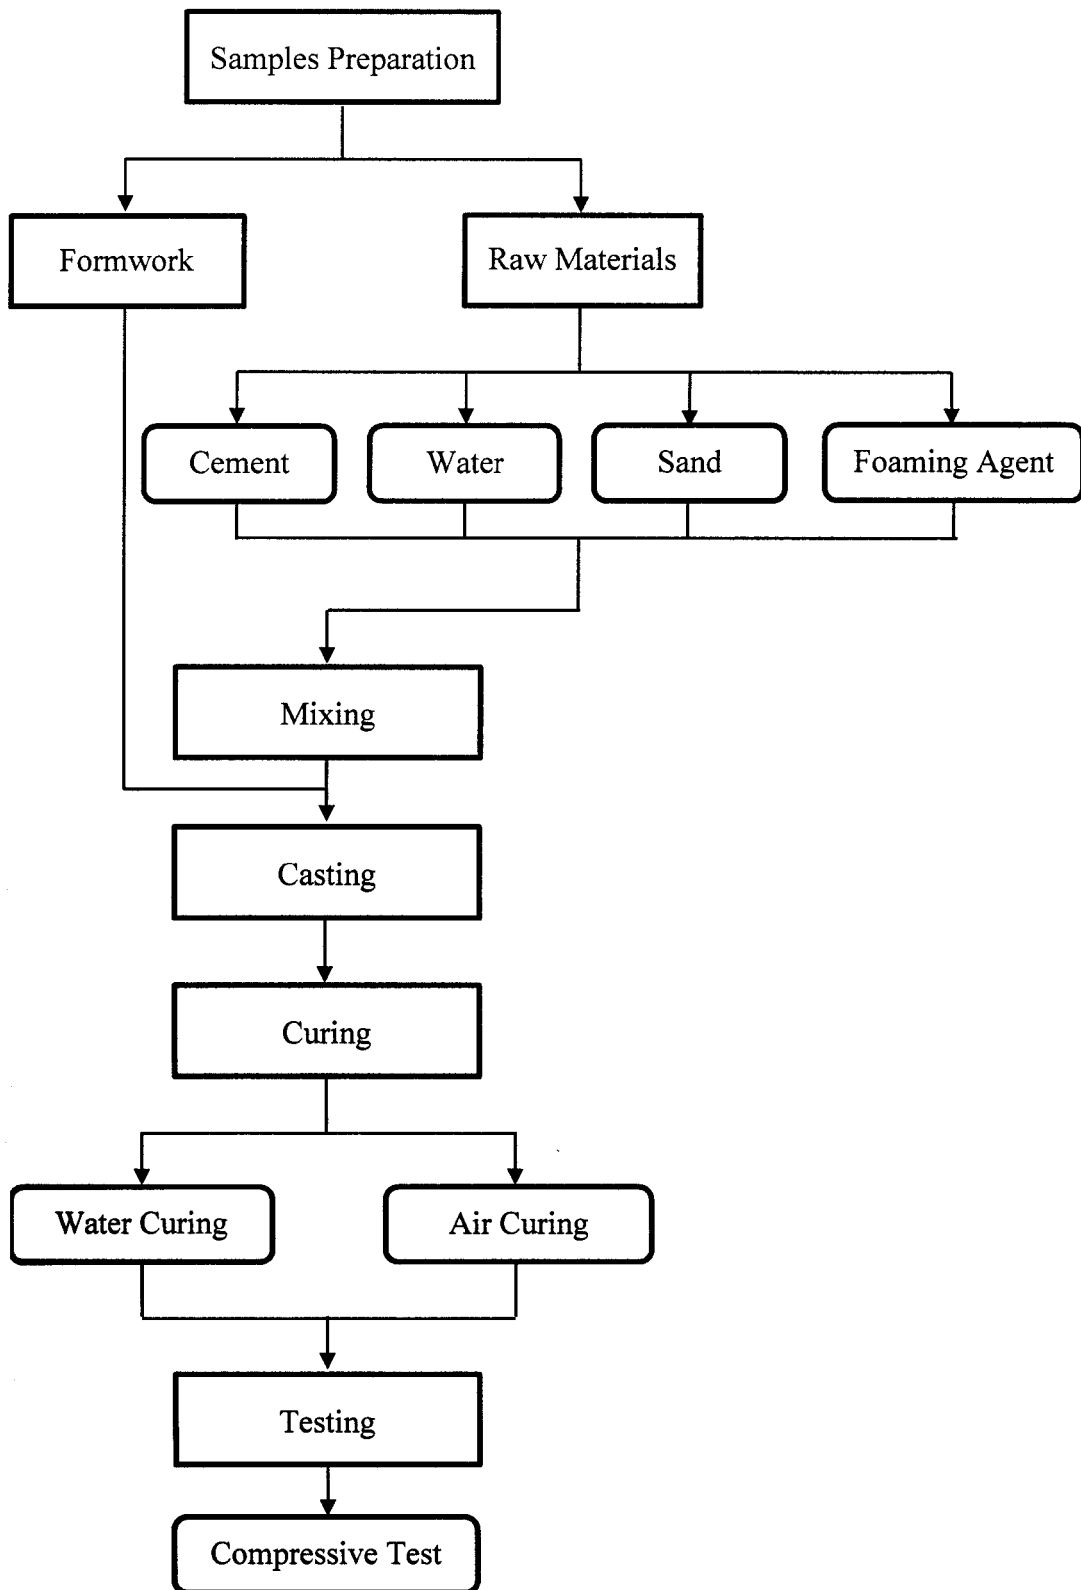 Samples Preparation
Formwork
Raw Materials
Cement
Water
Sand
Foaming Agent
Mixing
Casting
Curing
Water Curing
Air Curing
Testing
Compressive Test